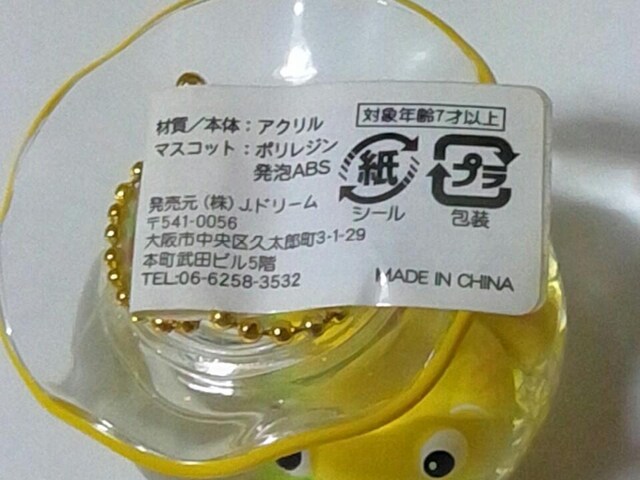 対象年齢7才以上
材質/本体:アクリル
マスコット:ポリレジン
発泡ABS
紙
シール
プラ
包装
発売元(株)J.ドリーム
〒541-0056
大阪市中央区久太郎町3-1-29
本町武田ビル5階
TEL:06-6258-3532
MADE IN CHINA